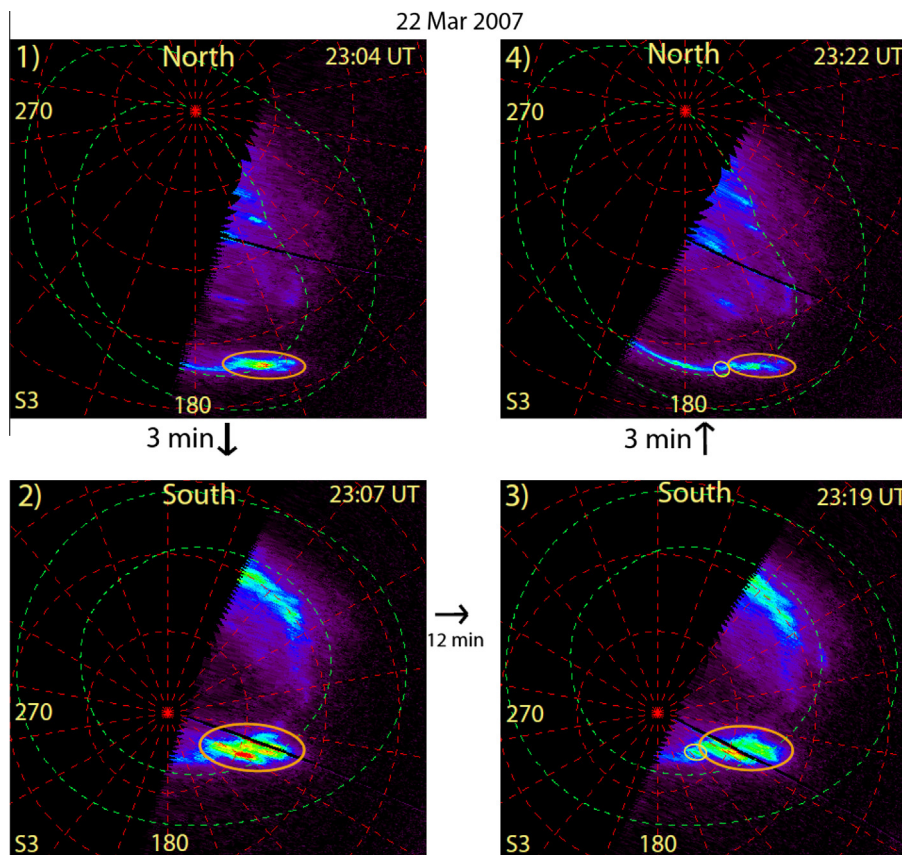 22 Mar 2007
1) North 23:04 UT
270
S3 180
4) North 23:22 UT
270
S3 180
3 min
3 min
2) South 23:07 UT
270
S3 180
12 min
3) South 23:19 UT
270
S3 180